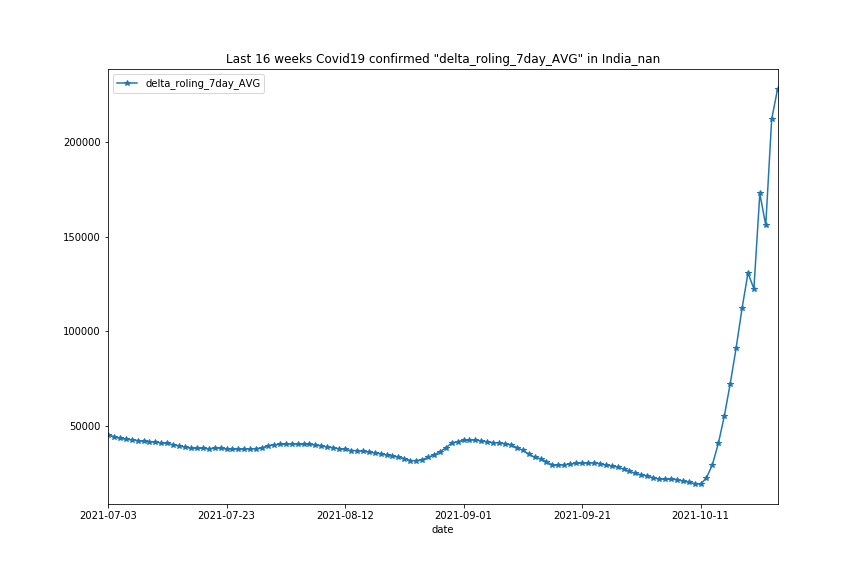 Last 16 weeks Covid19 confirmed "delta_roling_7day_AVG" in India_nan
delta_roling_7day_AVG
200000
150000
100000
50000
2021-07-03 2021-07-23 2021-08-12 2021-09-01 2021-09-21 2021-10-11
date